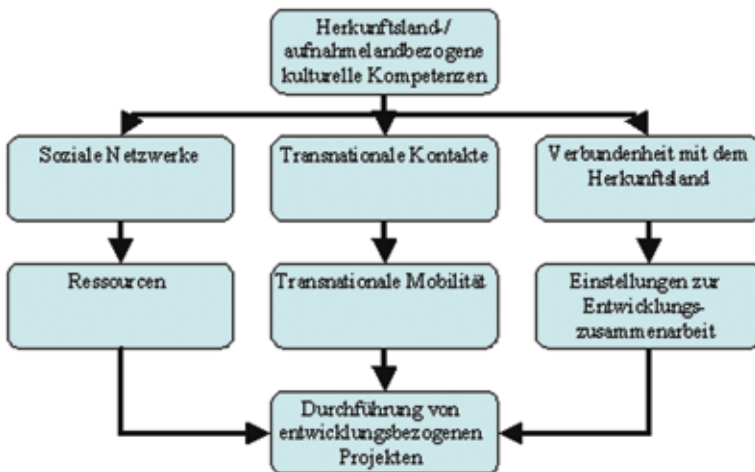 Herkunftsland-/
aufnahmelandbezogene
kulturelle Kompetenzen
Soziale Netzwerke
Transnationale Kontakte
Verbundenheit mit dem
Herkunftsland
Ressourcen
Transnationale Mobilität
Einstellungen zur
Entwicklungs-
zusammenarbeit
Durchführung von
entwicklungsbezogenen
Projekten